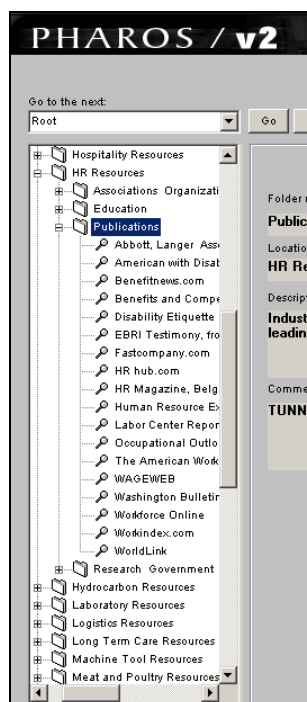 PHAROS / v2
Go to the next:
Root
Go
Hospitality Resources
HR Resources
Associations Organizati
Education
Publications
Abbott, Langer Ass
American with Disat
Benefitnews.com
Benefits and Compe
Disability Etiquette
EBRI Testimony, fro
Fastcompany.com
HR hub.com
HR Magazine, Belg
Human Resource Ex
Labor Center Repor
Occupational Outlo
The American Work
WAGEWEB
Washington Bulletin
Workforce Online
Workindex.com
WorldLink
Research Government
Hydrocarbon Resources
Laboratory Resources
Logistics Resources
Long Term Care Resources
Machine Tool Resources
Meat and Poultry Resources
Folder
Public
Locatio
HR Re
Descrip
Indust
leadin
Comme
TUNN